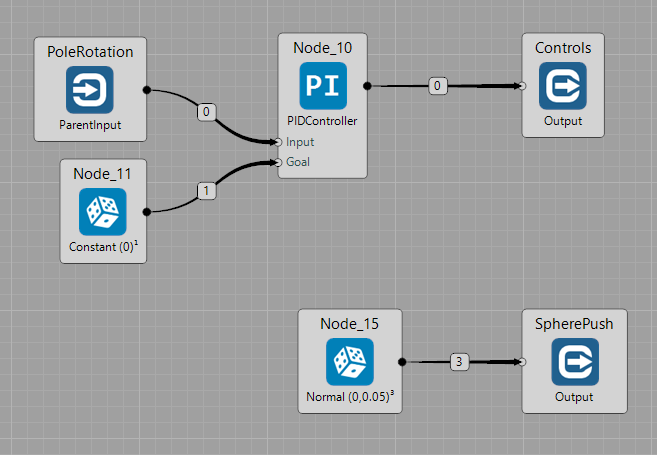 PoleRotation
ParentInput
0
Node_11
Constant (0)¹
1
Node_10
PI
PIDController
Input
Goal
0
Controls
Output
Node_15
Normal (0,0.05)³
3
SpherePush
Output